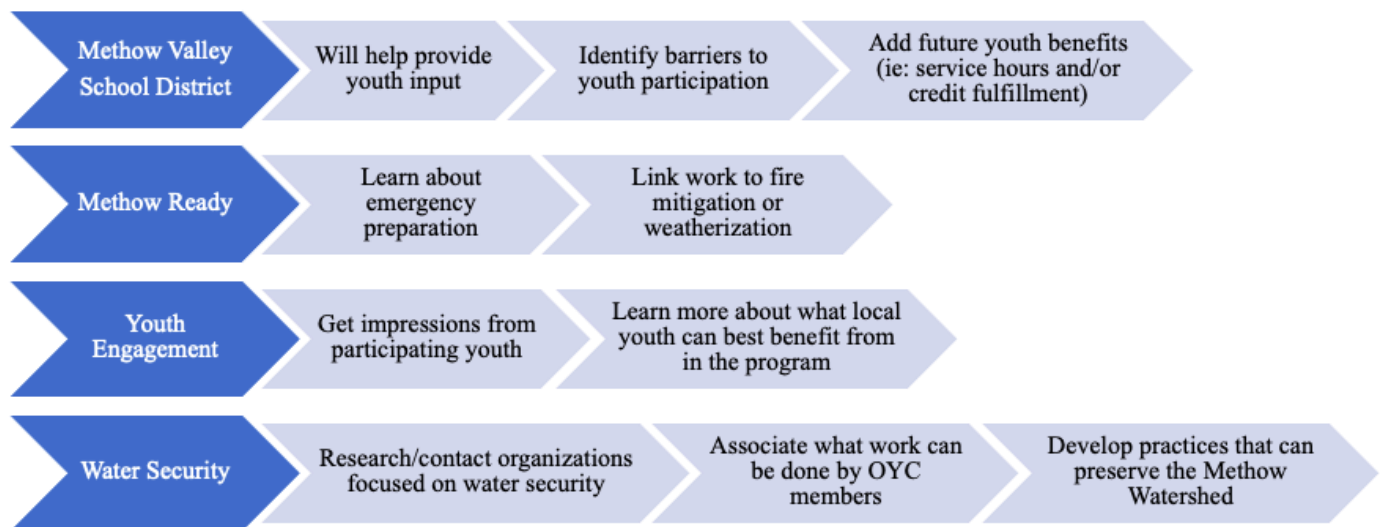 Methow Valley
School District
Will help provide
youth input
Identify barriers to
youth participation
Add future youth benefits
(ie: service hours and/or
credit fulfillment)
Methow Ready
Learn about
emergency
preparation
Link work to fire
mitigation or
weatherization
Youth
Engagement
Get impressions from
participating youth
Learn more about what local
youth can best benefit from
in the program
Water Security
Research/contact organizations
focused on water security
Associate what work can
be done by OYC
members
Develop practices that can
preserve the Methow
Watershed